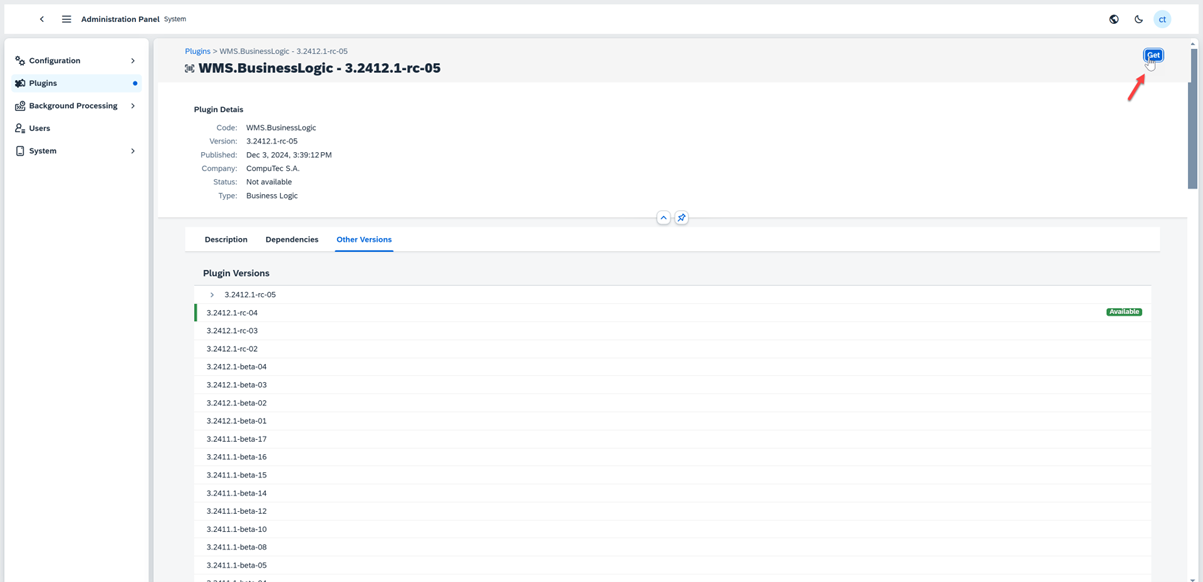 Administration Panel System
ct
Configuration
Plugins
Background Processing
Users
System
Plugins > WMS.BusinessLogic - 3.2412.1-rc-05
WMS.BusinessLogic - 3.2412.1-rc-05
Get
Plugin Detais
Code: WMS.BusinessLogic
Version: 3.2412.1-rc-05
Published: Dec 3, 2024, 3:39:12 PM
Company: CompuTec S.A.
Status: Not available
Type: Business Logic
Description Dependencies Other Versions
Plugin Versions
3.2412.1-rc-05
3.2412.1-rc-04 Available
3.2412.1-rc-03
3.2412.1-rc-02
3.2412.1-beta-04
3.2412.1-beta-03
3.2412.1-beta-02
3.2412.1-beta-01
3.2411.1-beta-17
3.2411.1-beta-16
3.2411.1-beta-15
3.2411.1-beta-14
3.2411.1-beta-12
3.2411.1-beta-10
3.2411.1-beta-08
3.2411.1-beta-05